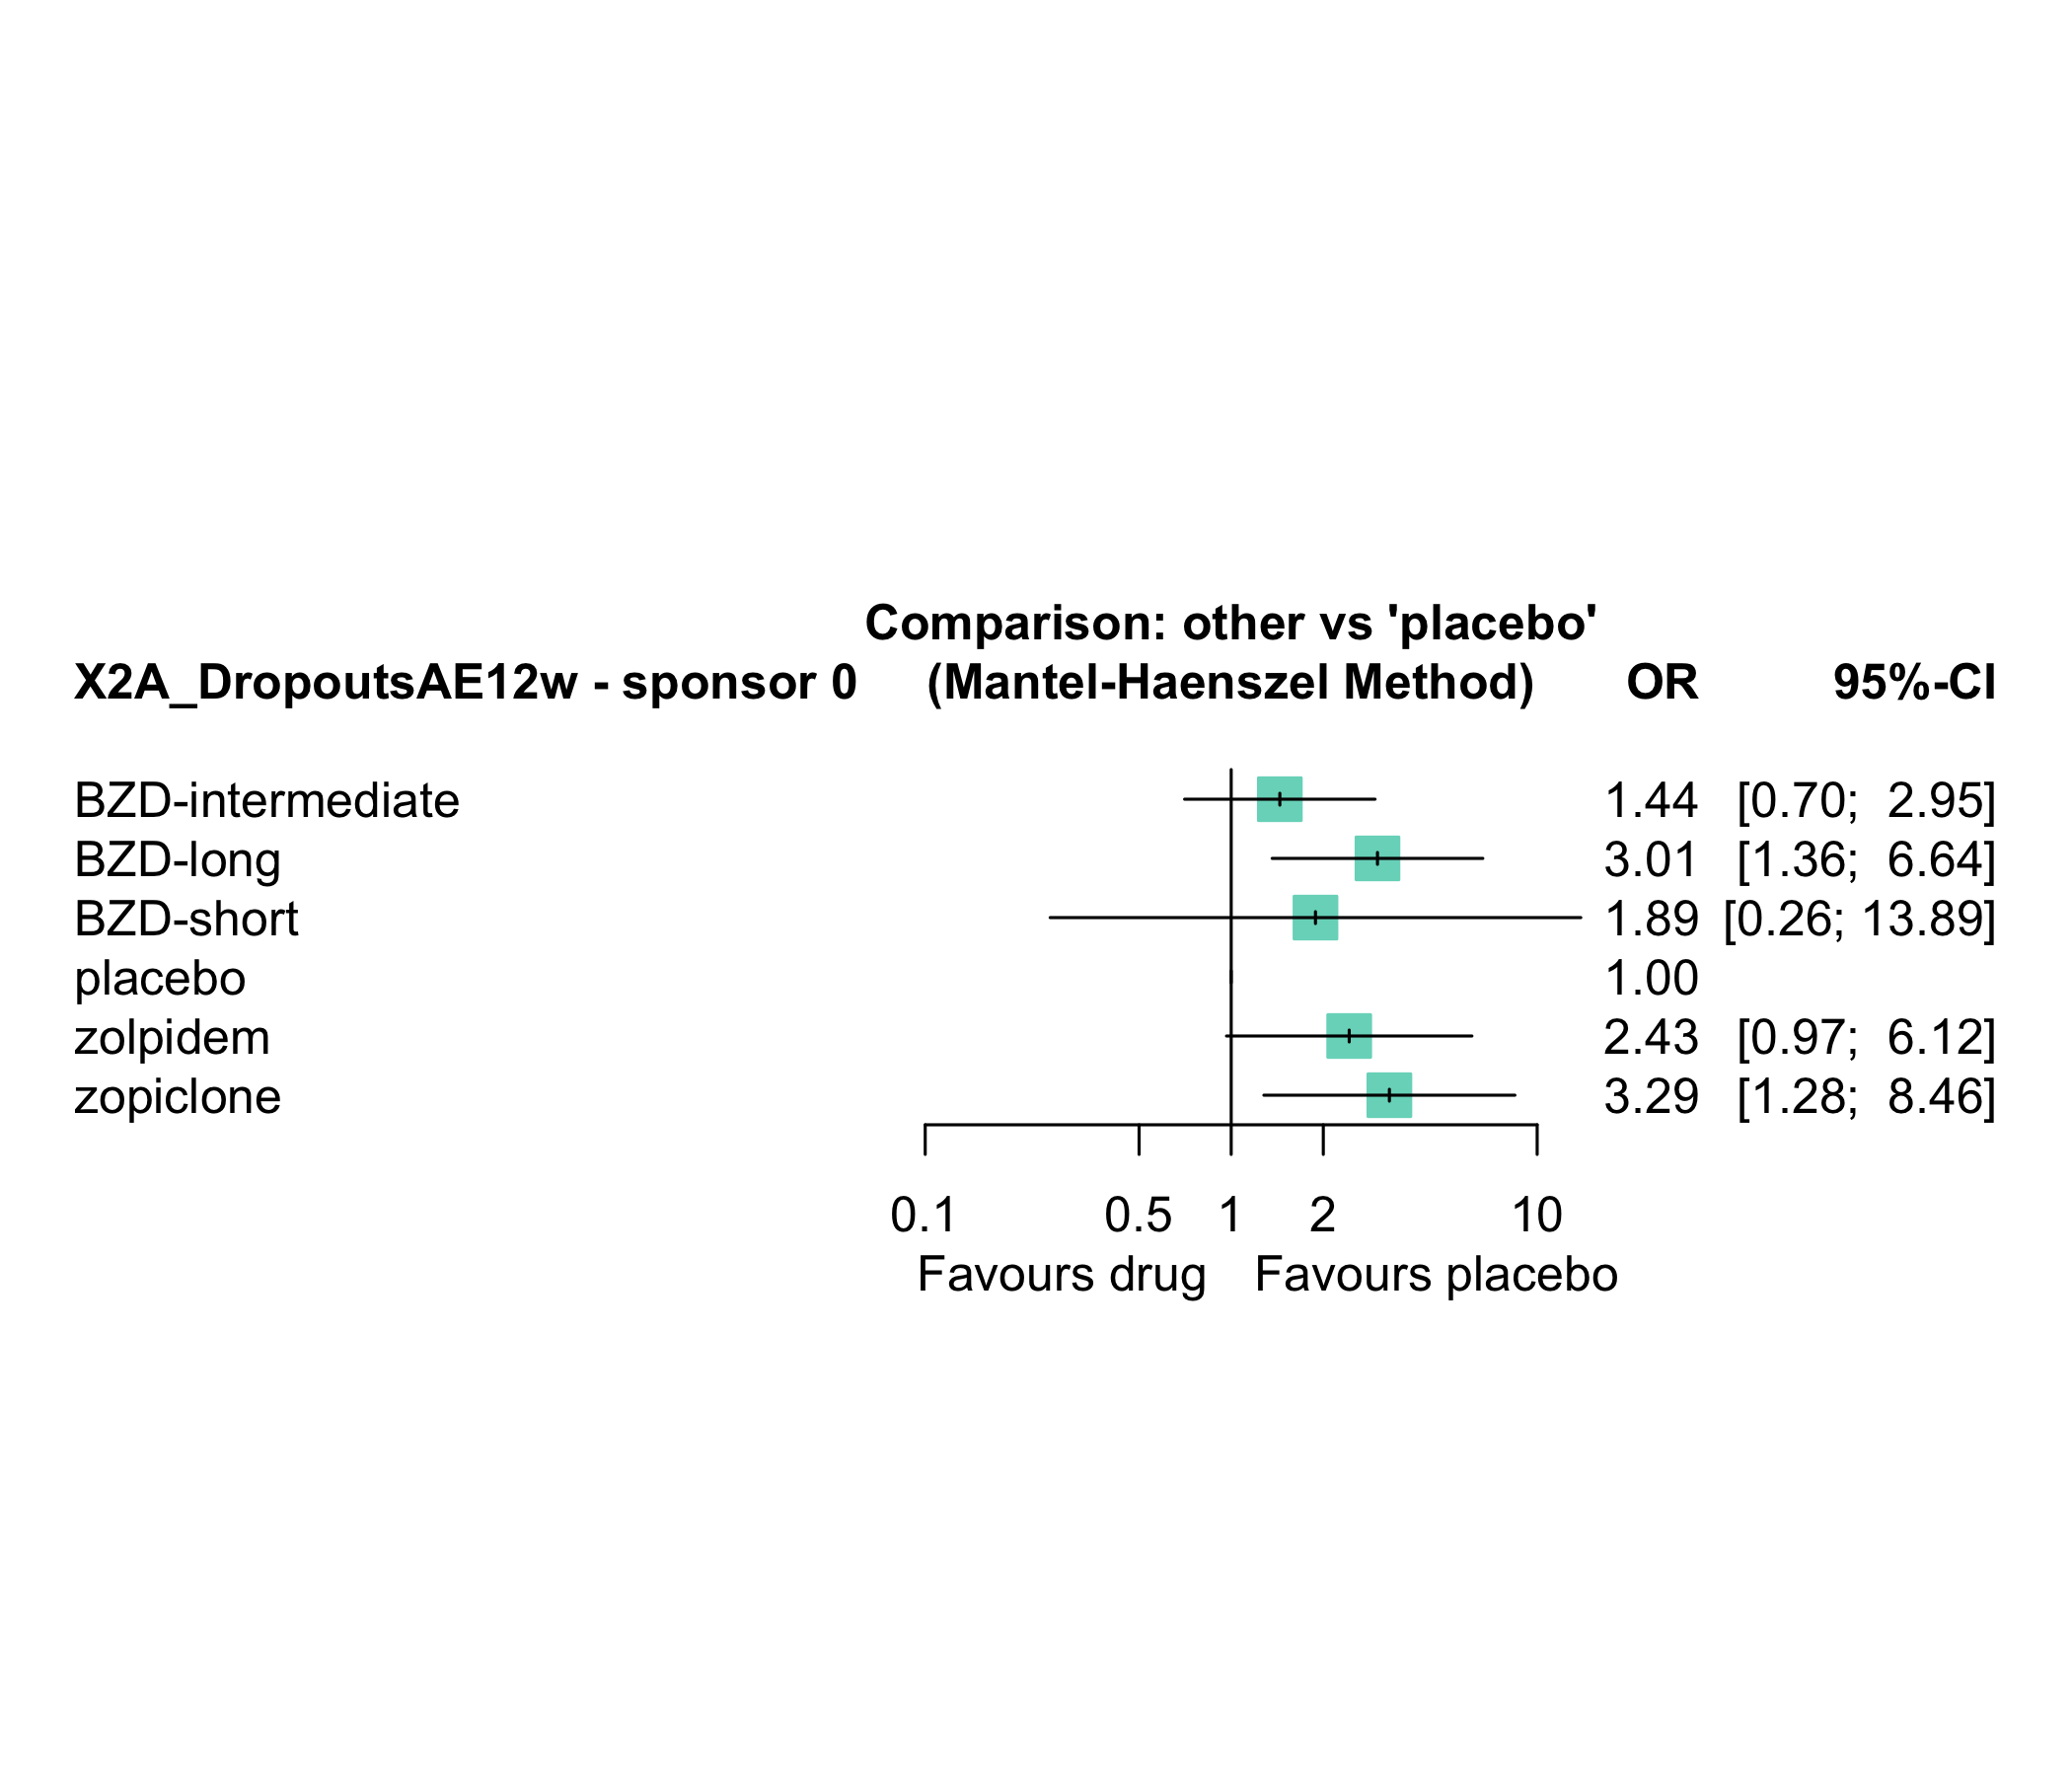 Comparison: other vs 'placebo'
X2A_DropoutsAE12w - sponsor 0 (Mantel-Haenszel Method) OR 95%-CI
BZD-intermediate 1.44 [0.70; 2.95]
BZD-long 3.01 [1.36; 6.64]
BZD-short 1.89 [0.26; 13.89]
placebo 1.00
zolpidem 2.43 [0.97; 6.12]
zopiclone 3.29 [1.28; 8.46]
0.1 0.5 1 2 10
Favours drug Favours placebo